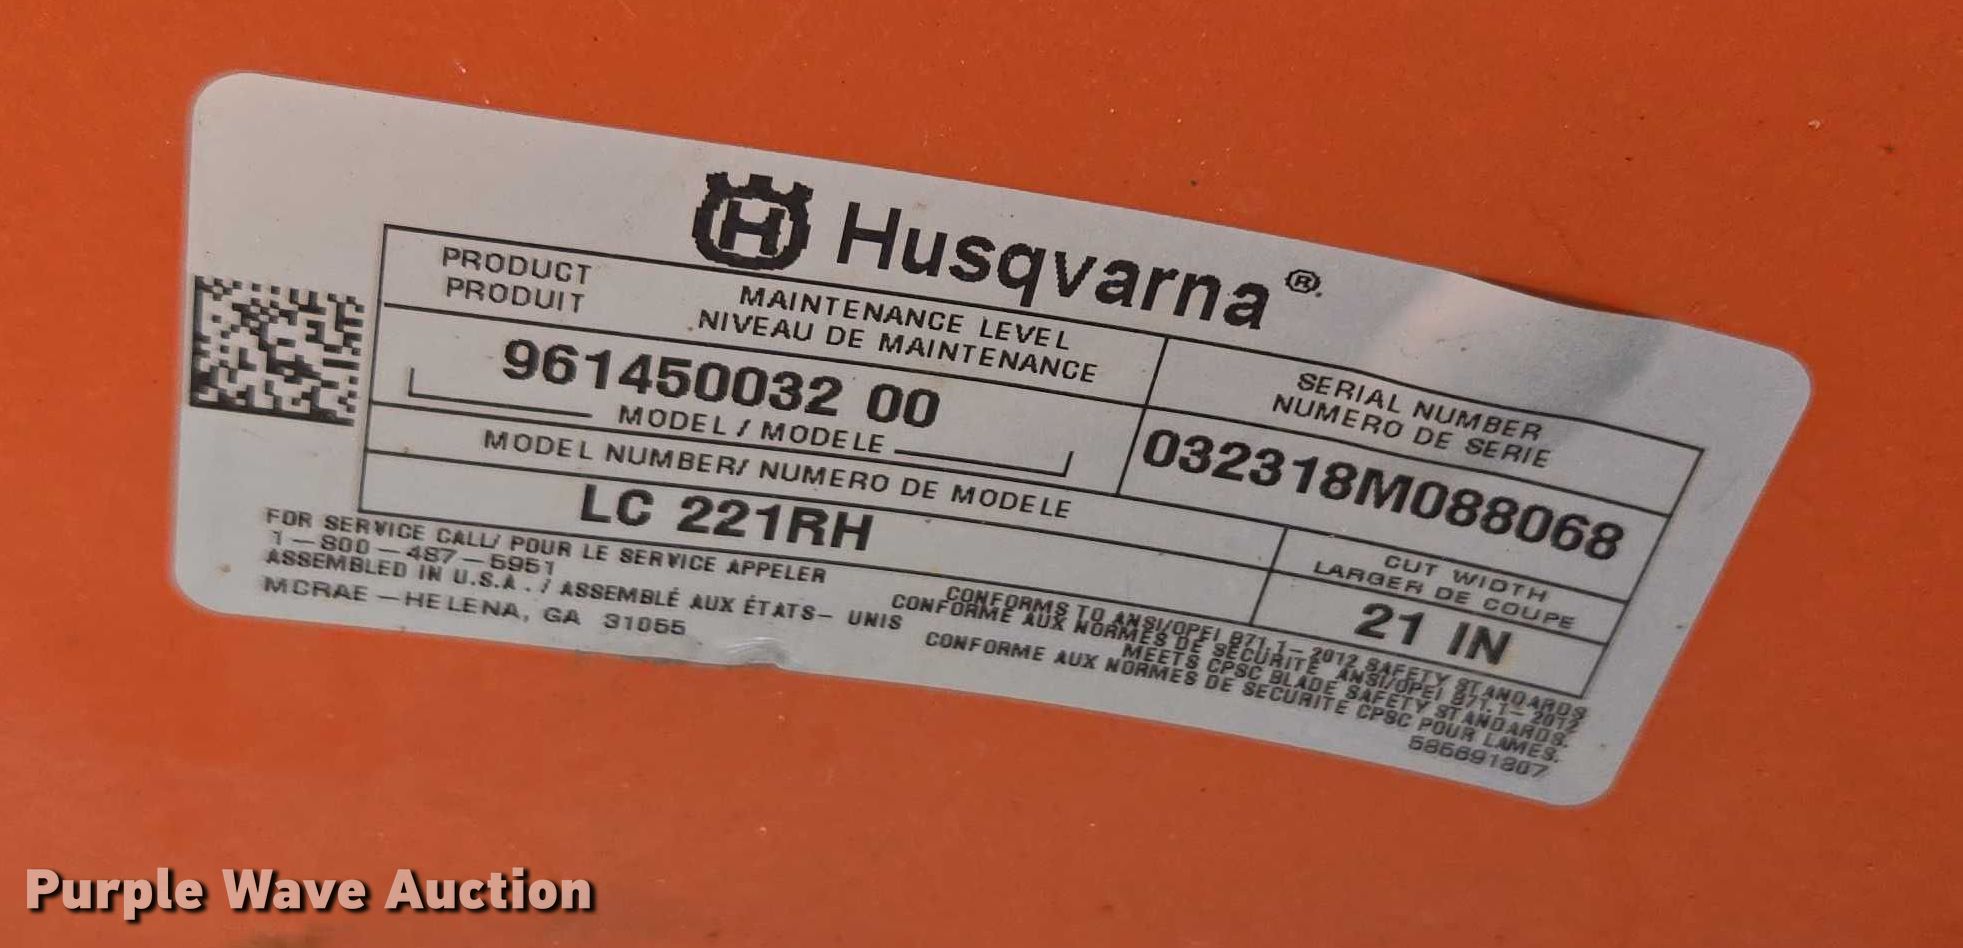 H Husqvarna ®.
PRODUCT
PRODUIT
MAINTENANCE LEVEL
NIVEAU DE MAINTENANCE
SERIAL NUMBER
NUMERO DE SERIE
961450032 00
MODEL / MODELE
032318M088068
MODEL NUMBER/ NUMERO DE MODELE
LC 221RH
CUT WIDTH
LARGER DE COUPE
21 IN
FOR SERVICE CALL/ POUR LE SERVICE APPELER
1-800-487-5951
ASSEMBLED IN U.S.A. / ASSEMBLÉ AUX ÉTATS-UNIS
MCRAE-HELENA, GA 31055
CONFORMS TO ANSI/OPEI B71.1-2012 SAFETY STANDARDS
CONFORME AUX NORMES DE SECURITE ANSI/OPEI B71.1-2012
MEETS CPSC BLADE SAFETY STANDARDS.
CONFORME AUX NORMES DE SECURITE CPSC POUR LAMES.
586691807
Purple Wave Auction